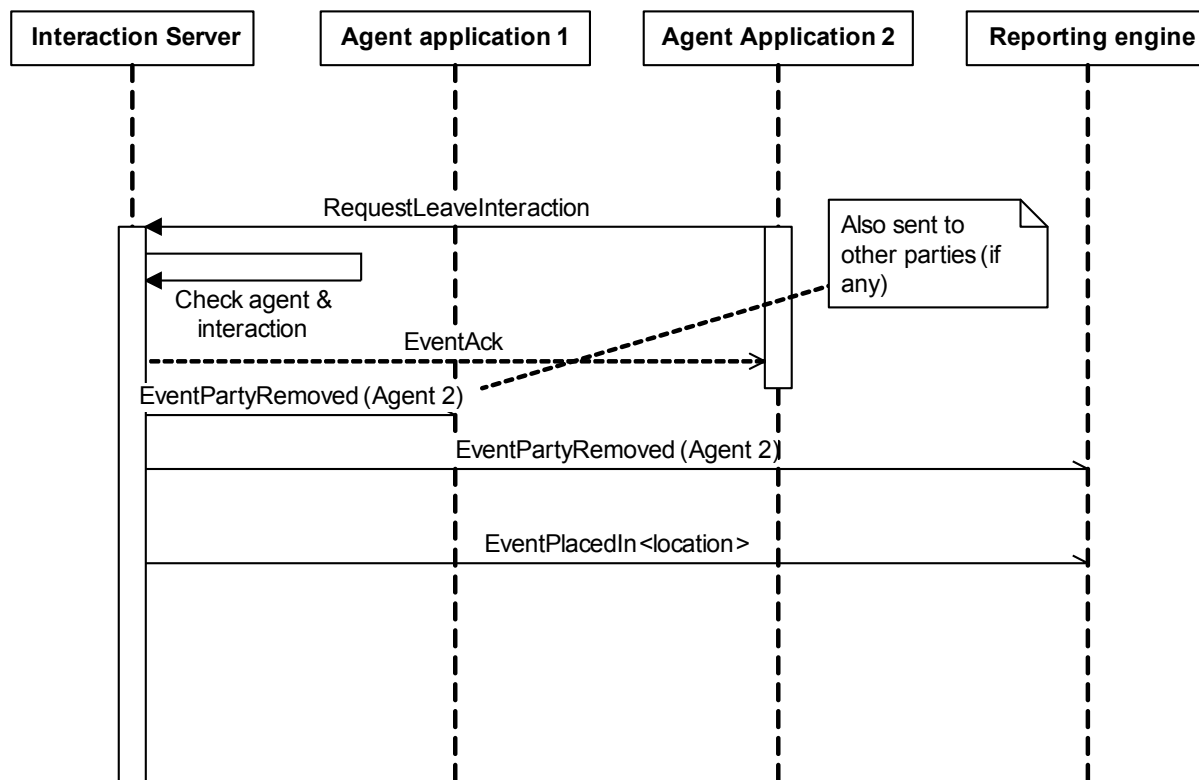 Interaction Server
Agent application 1
Agent Application 2
Reporting engine
RequestLeaveInteraction
Also sent to
other parties (if
any)
Check agent &
interaction
EventAck
EventPartyRemoved (Agent 2)
EventPartyRemoved (Agent 2)
EventPlacedIn<location>